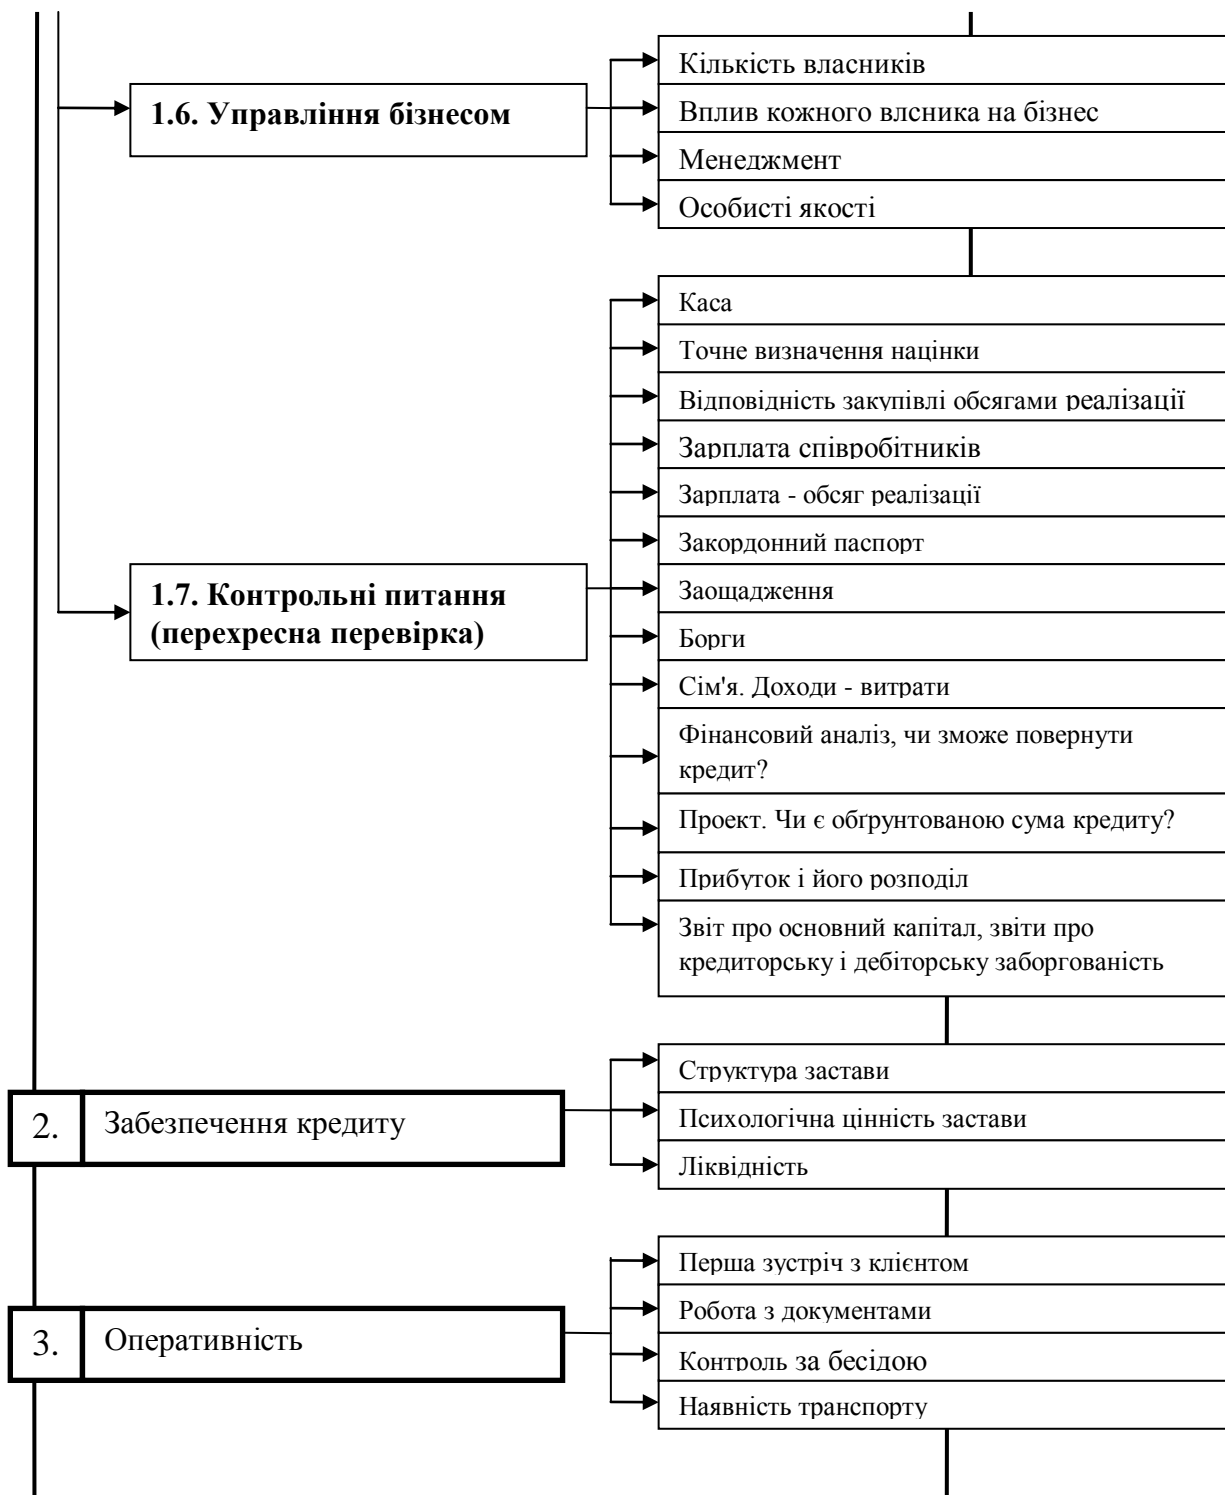 1.6. Управління бізнесом
Кількість власників
Вплив кожного влсника на бізнес
Менеджмент
Особисті якості
1.7. Контрольні питання
(перехресна перевірка)
Каса
Точне визначення націнки
Відповідність закупівлі обсягами реалізації
Зарплата співробітників
Зарплата - обсяг реалізації
Закордонний паспорт
Заощадження
Борги
Сім'я. Доходи - витрати
Фінансовий аналіз, чи зможе повернути
кредит?
Проект. Чи є обґрунтованою сума кредиту?
Прибуток і його розподіл
Звіт про основний капітал, звіти про
кредиторську і дебіторську заборгованість
2. Забезпечення кредиту
Структура застави
Психологічна цінність застави
Ліквідність
3. Оперативність
Перша зустріч з клієнтом
Робота з документами
Контроль за бесідою
Наявність транспорту